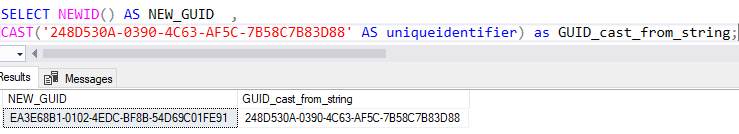 SELECT NEWID() AS NEW_GUID ,
CAST('248D530A-0390-4C63-AF5C-7B58C7B83D88' AS uniqueidentifier) as GUID_cast_from_string;
Results Messages
NEW_GUID GUID_cast_from_string
EA3E68B1-0102-4EDC-BF8B-54D69C01FE91 248D530A-0390-4C63-AF5C-7B58C7B83D88